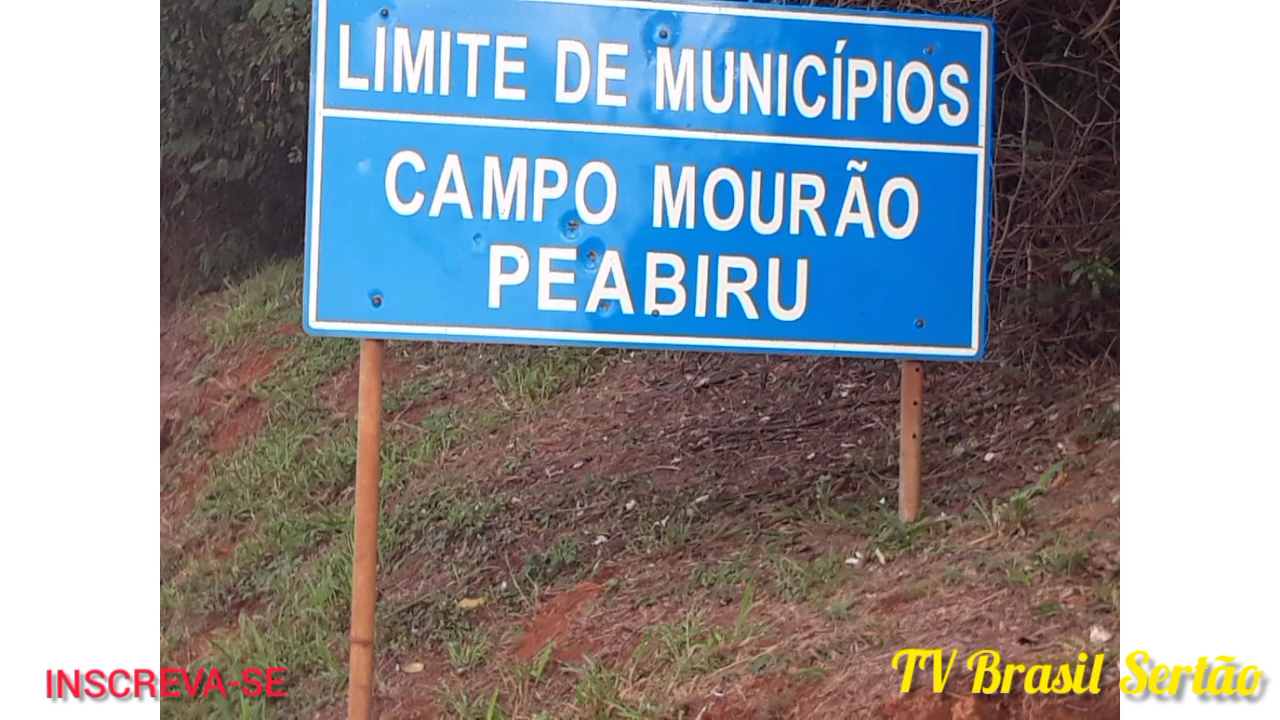 LIMITE DE MUNICÍPIOS
CAMPO MOURÃO
PEABIRU
INSCREVA-SE
TV Brasil Sertão